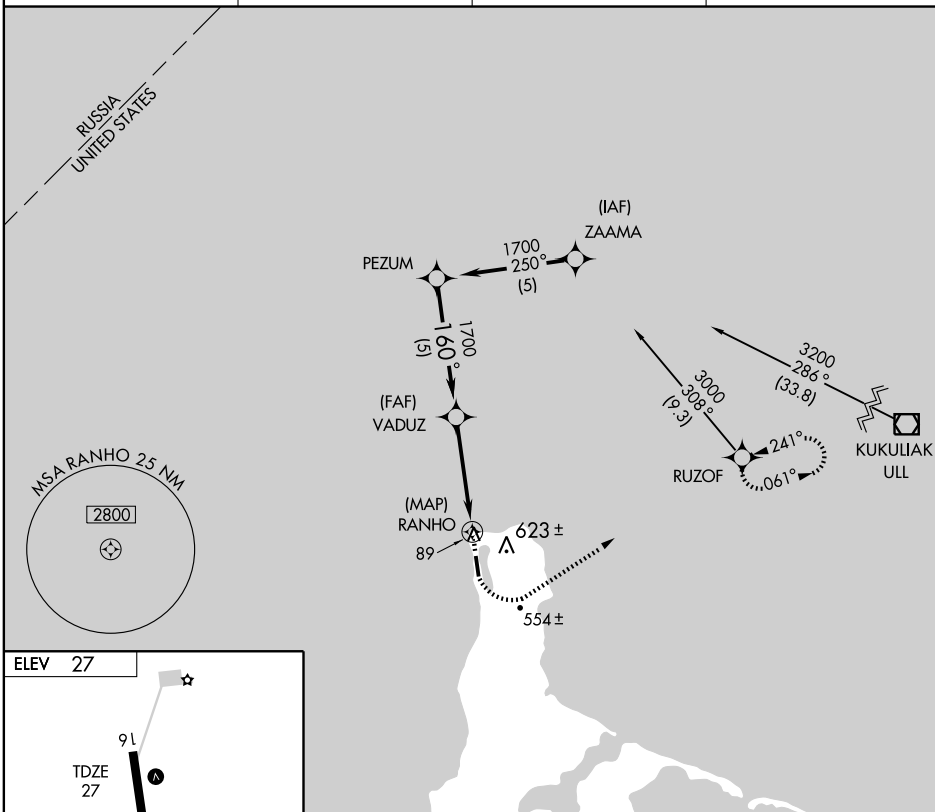 RUSSIA
UNITED STATES
(IAF)
ZAAMA
1700
250°
(5)
PEZUM
1700
160°
(5)
(FAF)
VADUZ
3000
308°
(9.3)
3200
286°
(33.8)
KUKULIAK
ULL
RUZOF
241°
061°
MSA RANHO 25 NM
2800
(MAP)
RANHO
89
623±
554±
ELEV 27
16
TDZE
27